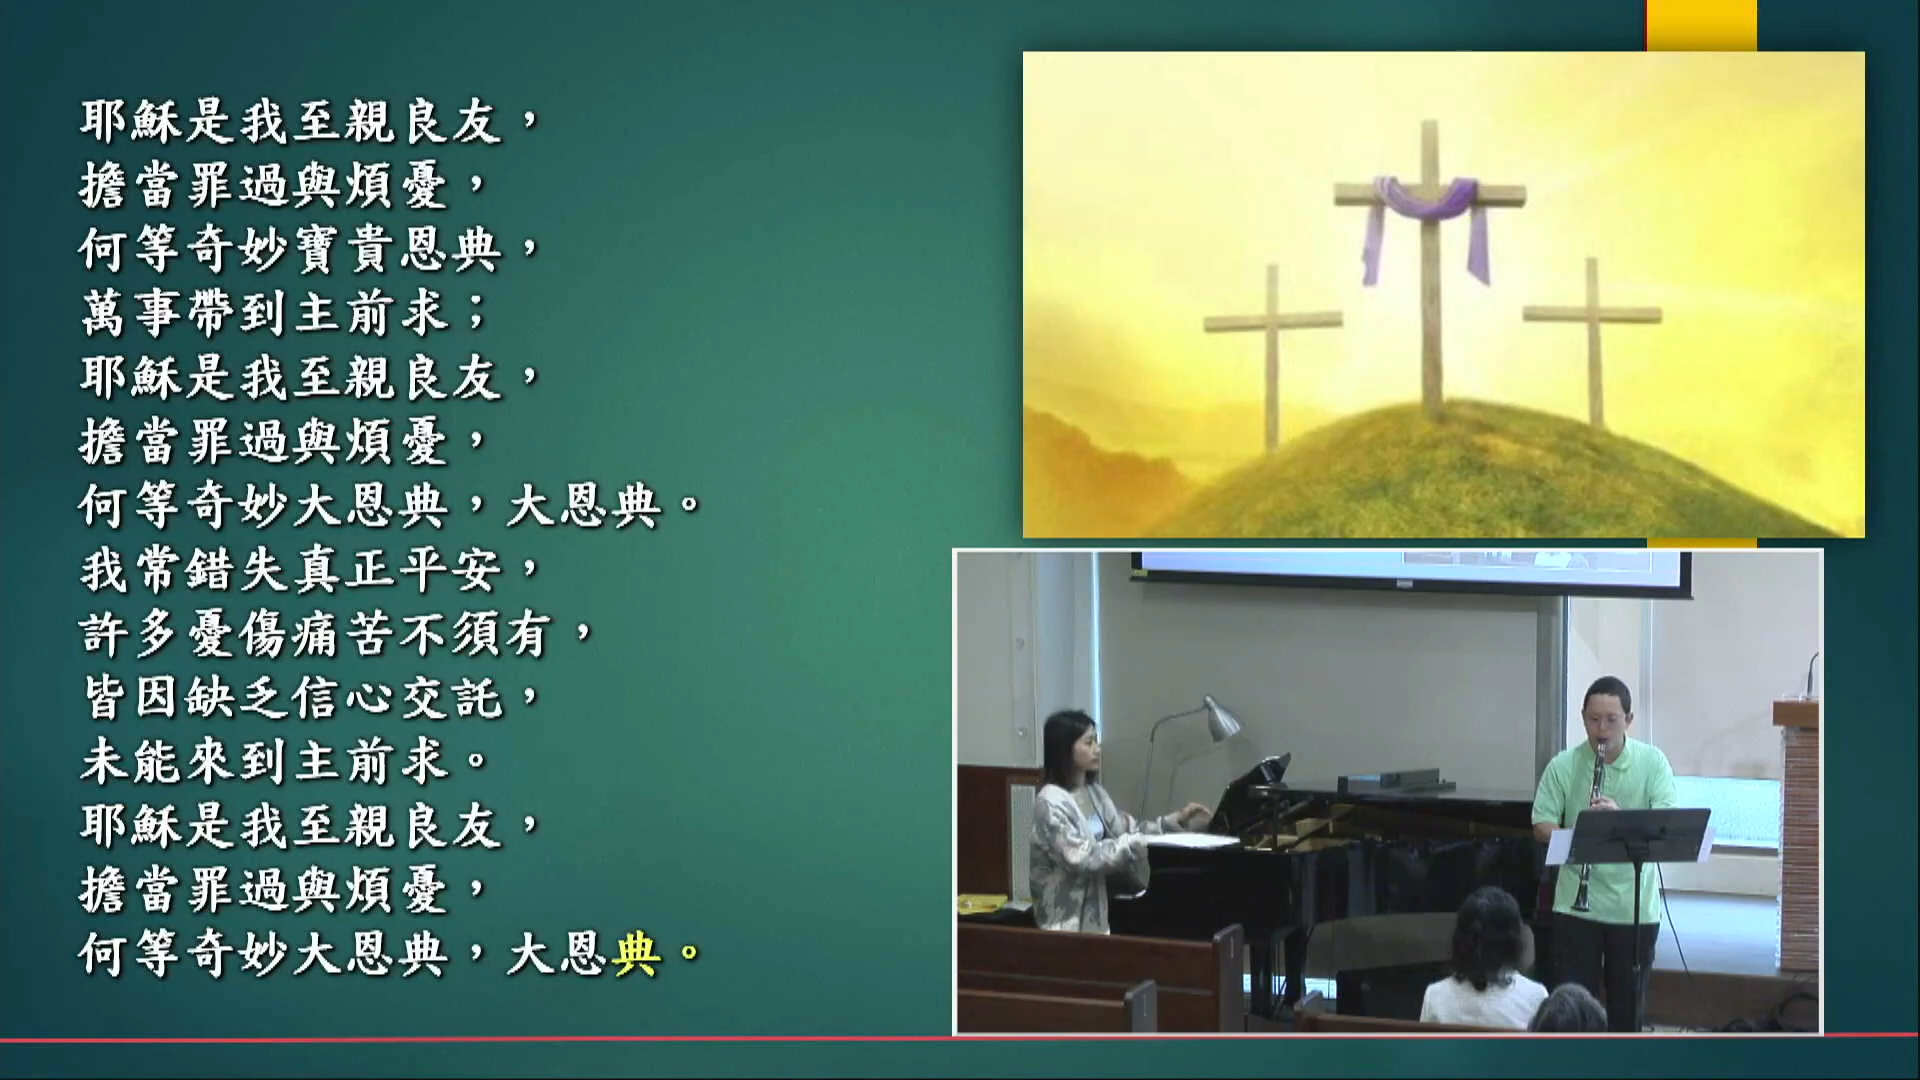 耶穌是我至親良友，
擔當罪過與煩憂，
何等奇妙寶貴恩典，
萬事帶到主前求；
耶穌是我至親良友，
擔當罪過與煩憂，
何等奇妙大恩典，大恩典。
我常錯失真正平安，
許多憂傷痛苦不須有，
皆因缺乏信心交託，
未能來到主前求。
耶穌是我至親良友，
擔當罪過與煩憂，
何等奇妙大恩典，大恩典。